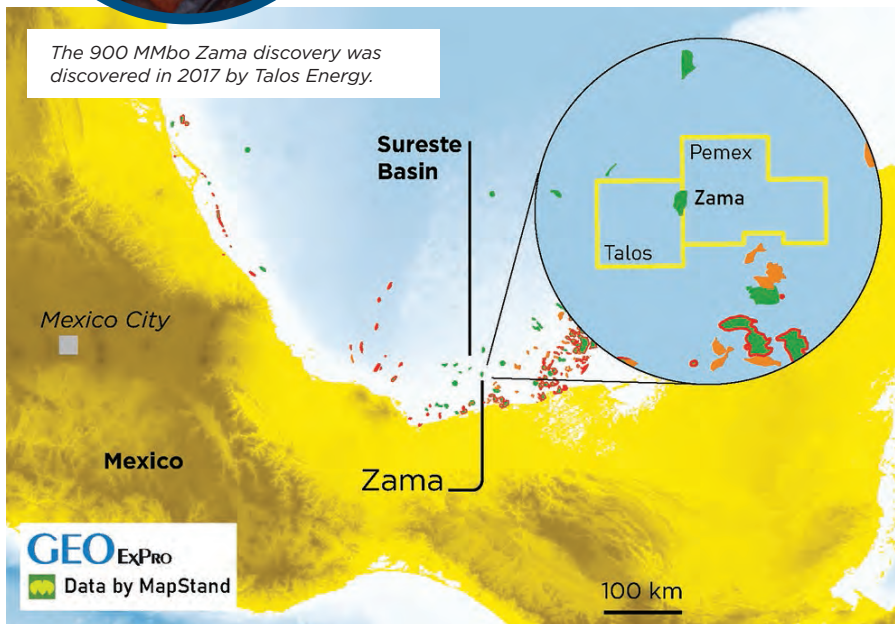 The 900 MMbo Zama discovery was
discovered in 2017 by Talos Energy.
Sureste
Basin
Pemex
Zama
Talos
Mexico City
Mexico
Zama
GEO EXPRO
Data by MapStand
100 km